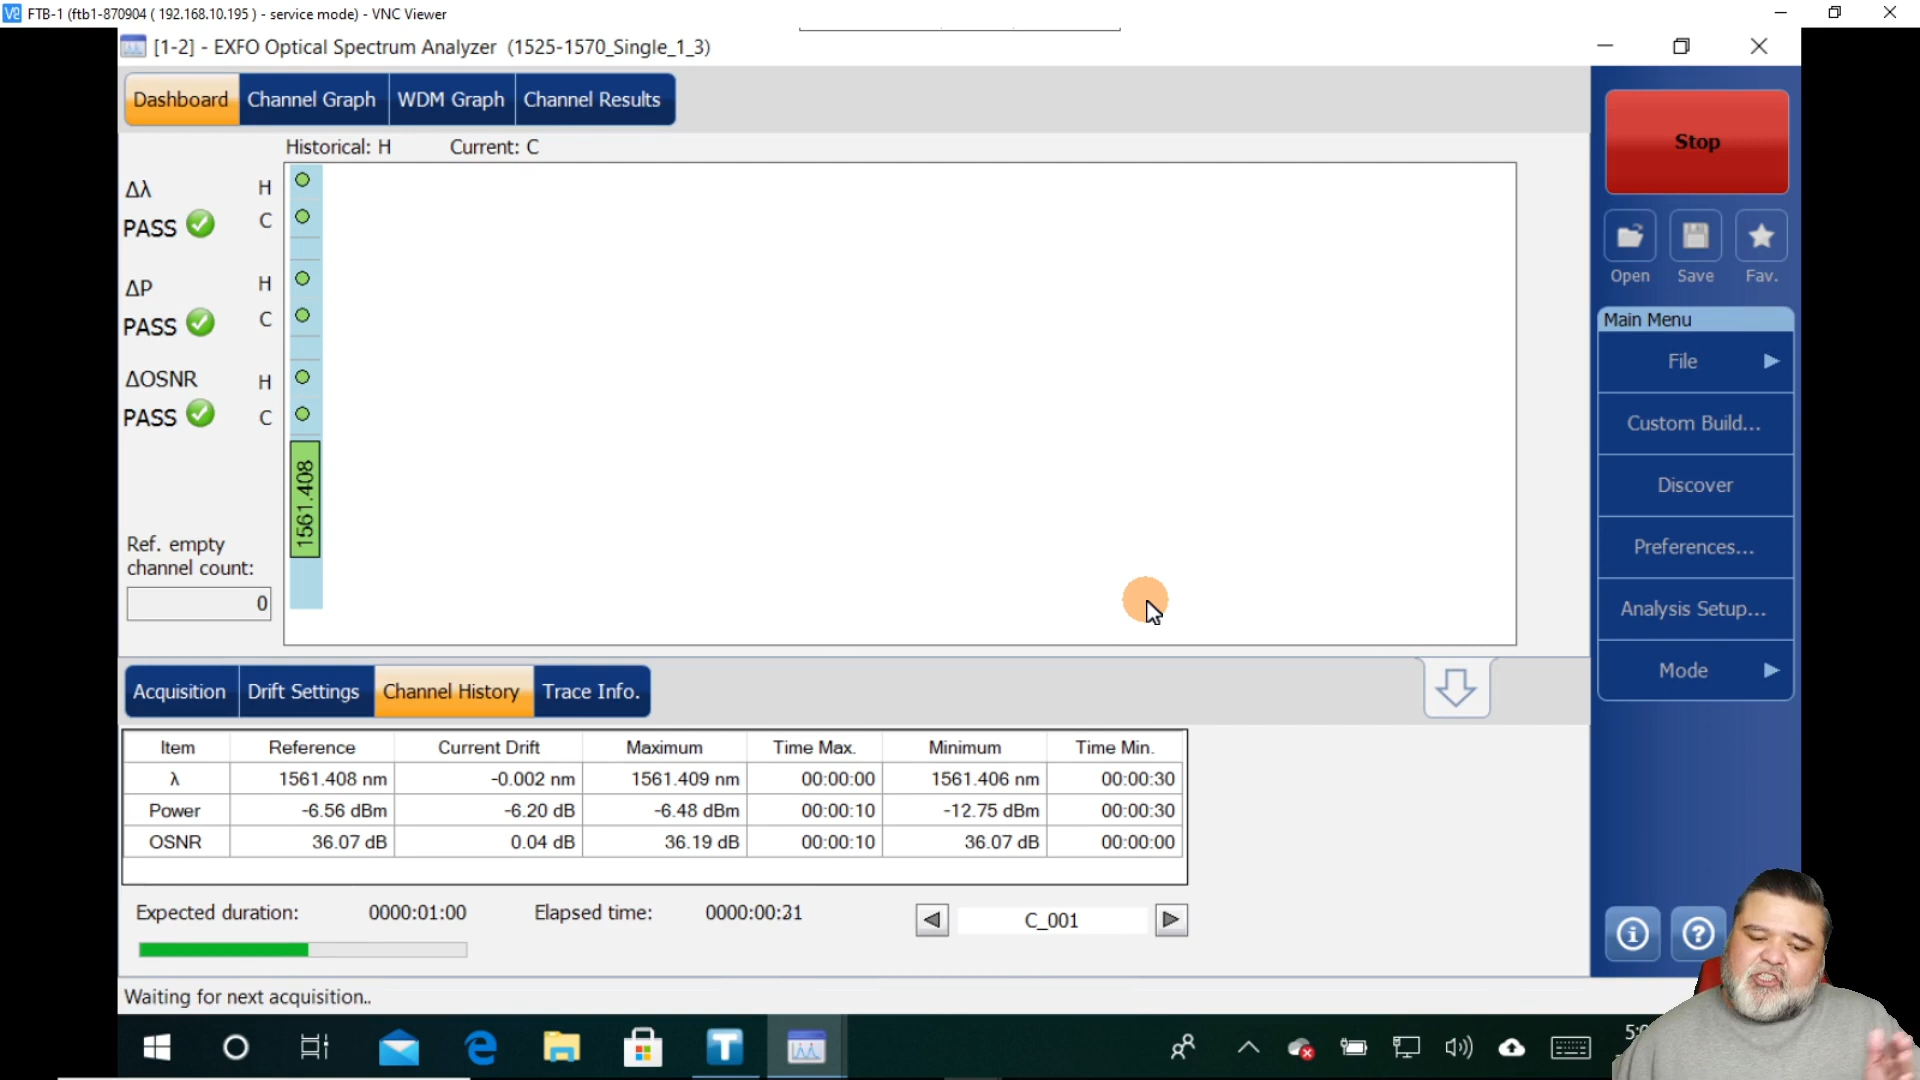 FTB-1 (ftb1-870904 ( 192.168.10.195 ) - service mode) - VNC Viewer
[1-2] - EXFO Optical Spectrum Analyzer (1525-1570_Single_1_3)
Dashboard Channel Graph WDM Graph Channel Results
Stop
Historical: H Current: C
Δλ H
PASS C
ΔP H
PASS C
ΔOSNR H
PASS C
1561.408
Ref. empty
channel count:
0
Open Save Fav.
Main Menu
File
Custom Build...
Discover
Preferences...
Analysis Setup...
Mode
Acquisition Drift Settings Channel History Trace Info.
Item Reference Current Drift Maximum Time Max. Minimum Time Min.
λ 1561.408 nm -0.002 nm 1561.409 nm 00:00:00 1561.406 nm 00:00:30
Power -6.56 dBm -6.20 dB -6.48 dBm 00:00:10 -12.75 dBm 00:00:30
OSNR 36.07 dB 0.04 dB 36.19 dB 00:00:10 36.07 dB 00:00:00
Expected duration: 0000:01:00 Elapsed time: 0000:00:31
C_001
Waiting for next acquisition..